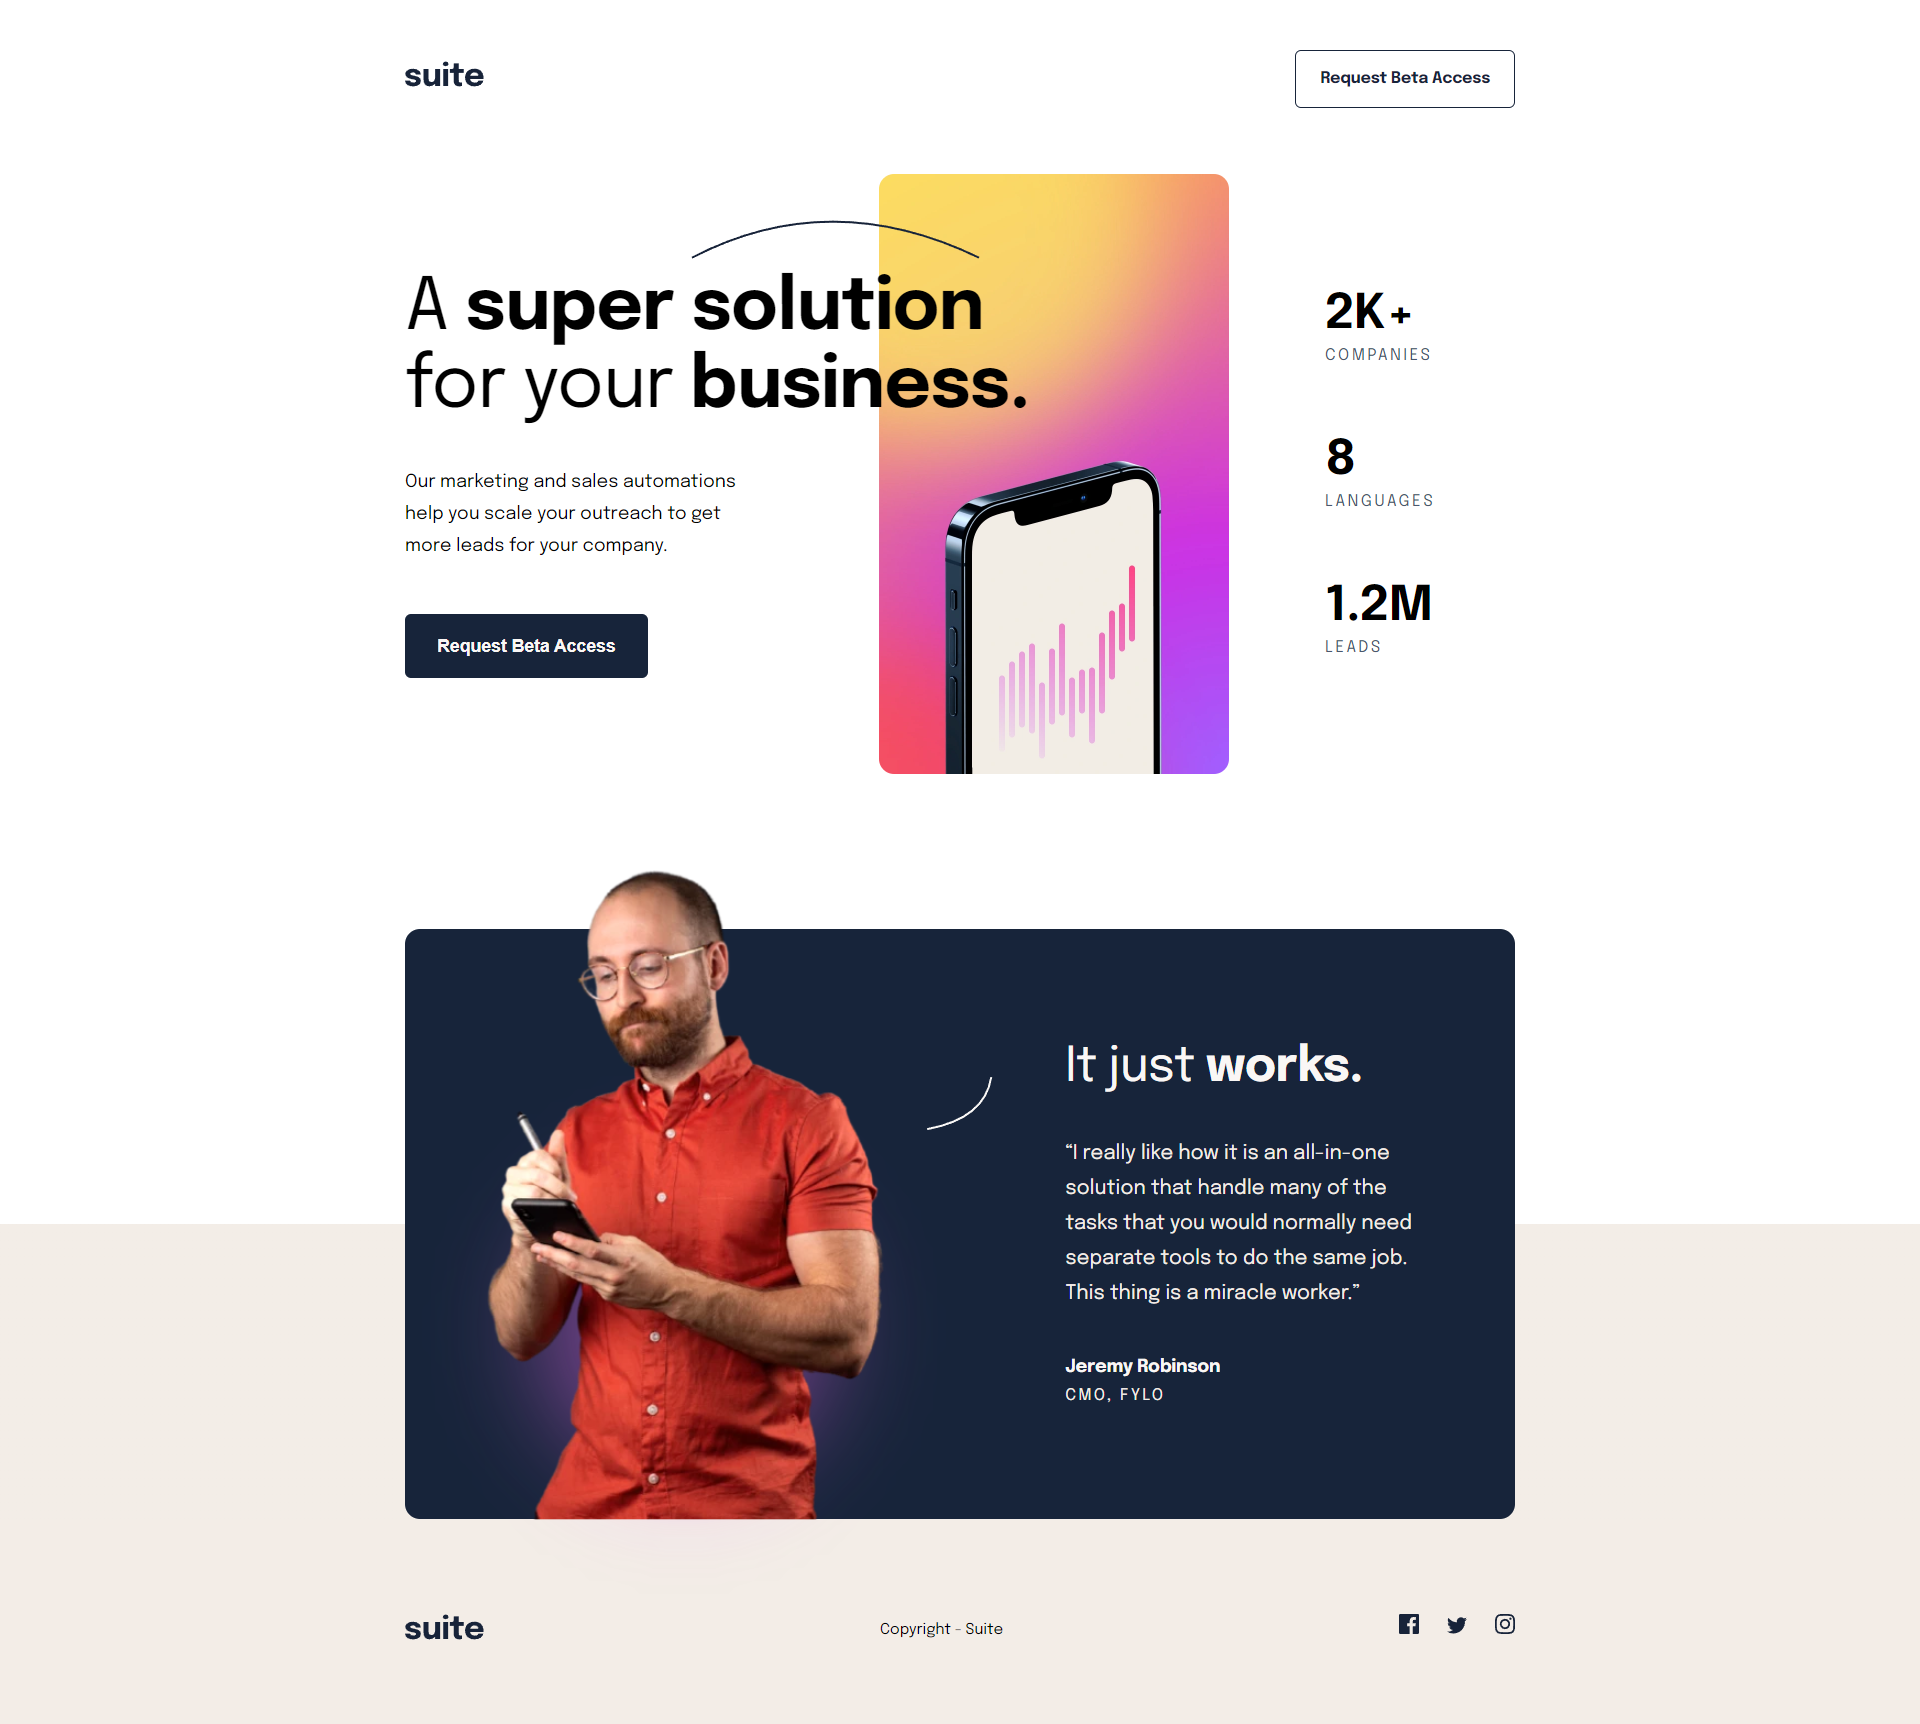 suite
Request Beta Access
A super solution
for your business.
Our marketing and sales automations
help you scale your outreach to get
more leads for your company.
Request Beta Access
2K+
COMPANIES
8
LANGUAGES
1.2M
LEADS
It just works.
“I really like how it is an all-in-one
solution that handle many of the
tasks that you would normally need
separate tools to do the same job.
This thing is a miracle worker.”
Jeremy Robinson
CMO, FYLO
suite
Copyright - Suite